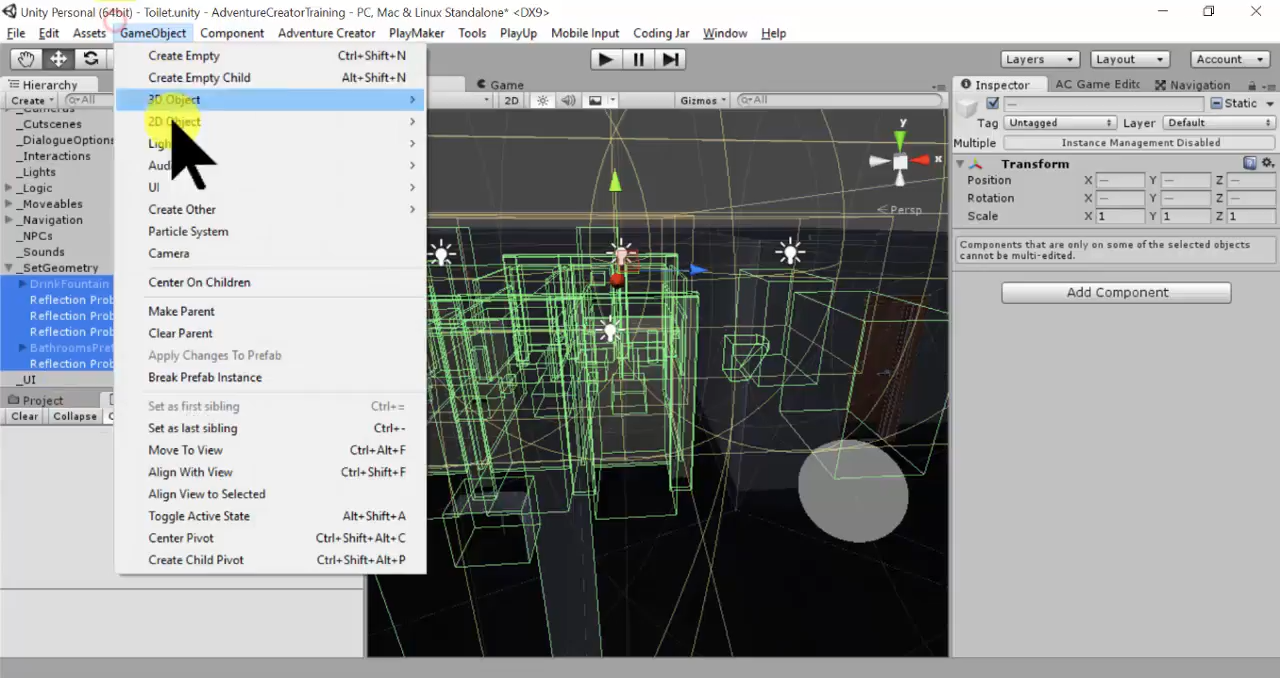 Unity Personal (64bit) - Toilet.unity - AdventureCreatorTraining - PC, Mac & Linux Standalone* <DX9>
File Edit Assets GameObject Component Adventure Creator PlayMaker Tools PlayUp Mobile Input Coding Jar Window Help
Layers Layout Account
Hierarchy
Create All
_Cutscenes
_DialogueOptions
_Interactions
_Lights
_Logic
_Moveables
_Navigation
_NPCs
_Sounds
_SetGeometry
DrinkFountain
Reflection Prob
Reflection Prob
Reflection Prob
BathroomsPref
Reflection Prob
_UI
Project
Clear Collapse
Create Empty Ctrl+Shift+N
Create Empty Child Alt+Shift+N
3D Object
2D Object
Ligh
Aud
UI
Create Other
Particle System
Camera
Center On Children
Make Parent
Clear Parent
Apply Changes To Prefab
Break Prefab Instance
Set as first sibling Ctrl+=
Set as last sibling Ctrl+-
Move To View Ctrl+Alt+F
Align With View Ctrl+Shift+F
Align View to Selected
Toggle Active State Alt+Shift+A
Center Pivot Ctrl+Shift+Alt+C
Create Child Pivot Ctrl+Shift+Alt+P
Game
2D Gizmos All
y
x
Persp
Inspector AC Game Edito Navigation
— Static
Tag Untagged Layer Default
Multiple Instance Management Disabled
Transform
Position X — Y — Z —
Rotation X — Y — Z —
Scale X 1 Y 1 Z 1
Components that are only on some of the selected objects
cannot be multi-edited.
Add Component